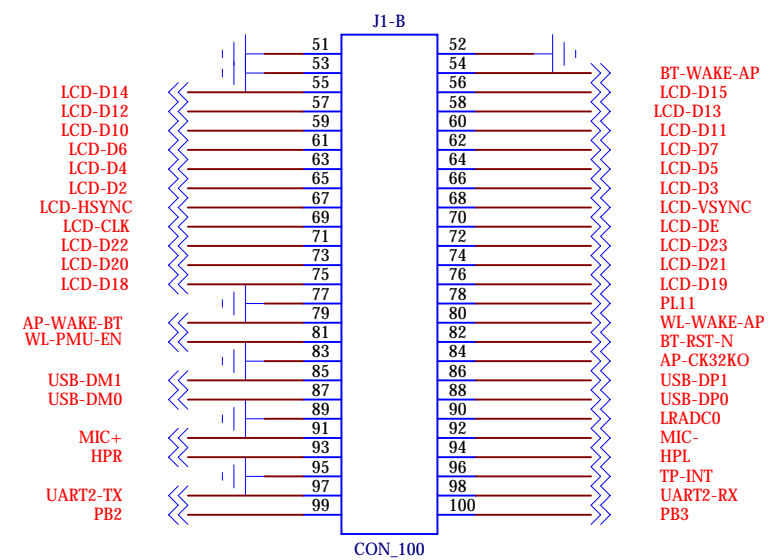 J1-B
51 52
53 54 BT-WAKE-AP
LCD-D14 55 56 LCD-D15
LCD-D12 57 58 LCD-D13
LCD-D10 59 60 LCD-D11
LCD-D6 61 62 LCD-D7
LCD-D4 63 64 LCD-D5
LCD-D2 65 66 LCD-D3
LCD-HSYNC 67 68 LCD-VSYNC
LCD-CLK 69 70 LCD-DE
LCD-D22 71 72 LCD-D23
LCD-D20 73 74 LCD-D21
LCD-D18 75 76 LCD-D19
77 78 PL11
AP-WAKE-BT 79 80 WL-WAKE-AP
WL-PMU-EN 81 82 BT-RST-N
83 84 AP-CK32KO
USB-DM1 85 86 USB-DP1
USB-DM0 87 88 USB-DP0
89 90 LRADC0
MIC+ 91 92 MIC-
HPR 93 94 HPL
95 96 TP-INT
UART2-TX 97 98 UART2-RX
PB2 99 100 PB3
CON_100